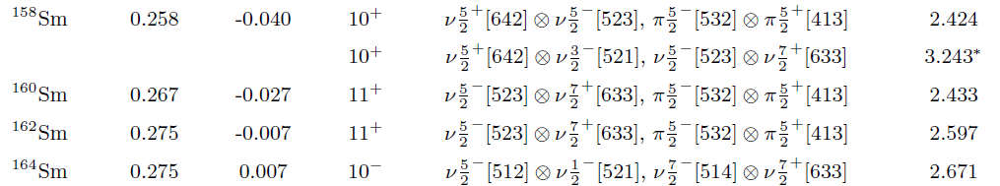 ¹⁵⁸Sm 0.258 -0.040 10⁺ ν5/2⁺[642] ⊗ ν5/2⁻[523], π5/2⁻[532] ⊗ π5/2⁺[413] 2.424
10⁺ ν5/2⁺[642] ⊗ ν3/2⁻[521], ν5/2⁻[523] ⊗ ν7/2⁺[633] 3.243*
¹⁶⁰Sm 0.267 -0.027 11⁺ ν5/2⁻[523] ⊗ ν7/2⁺[633], π5/2⁻[532] ⊗ π5/2⁺[413] 2.433
¹⁶²Sm 0.275 -0.007 11⁺ ν5/2⁻[523] ⊗ ν7/2⁺[633], π5/2⁻[532] ⊗ π5/2⁺[413] 2.597
¹⁶⁴Sm 0.275 0.007 10⁻ ν5/2⁻[512] ⊗ ν1/2⁻[521], ν7/2⁻[514] ⊗ ν7/2⁺[633] 2.671